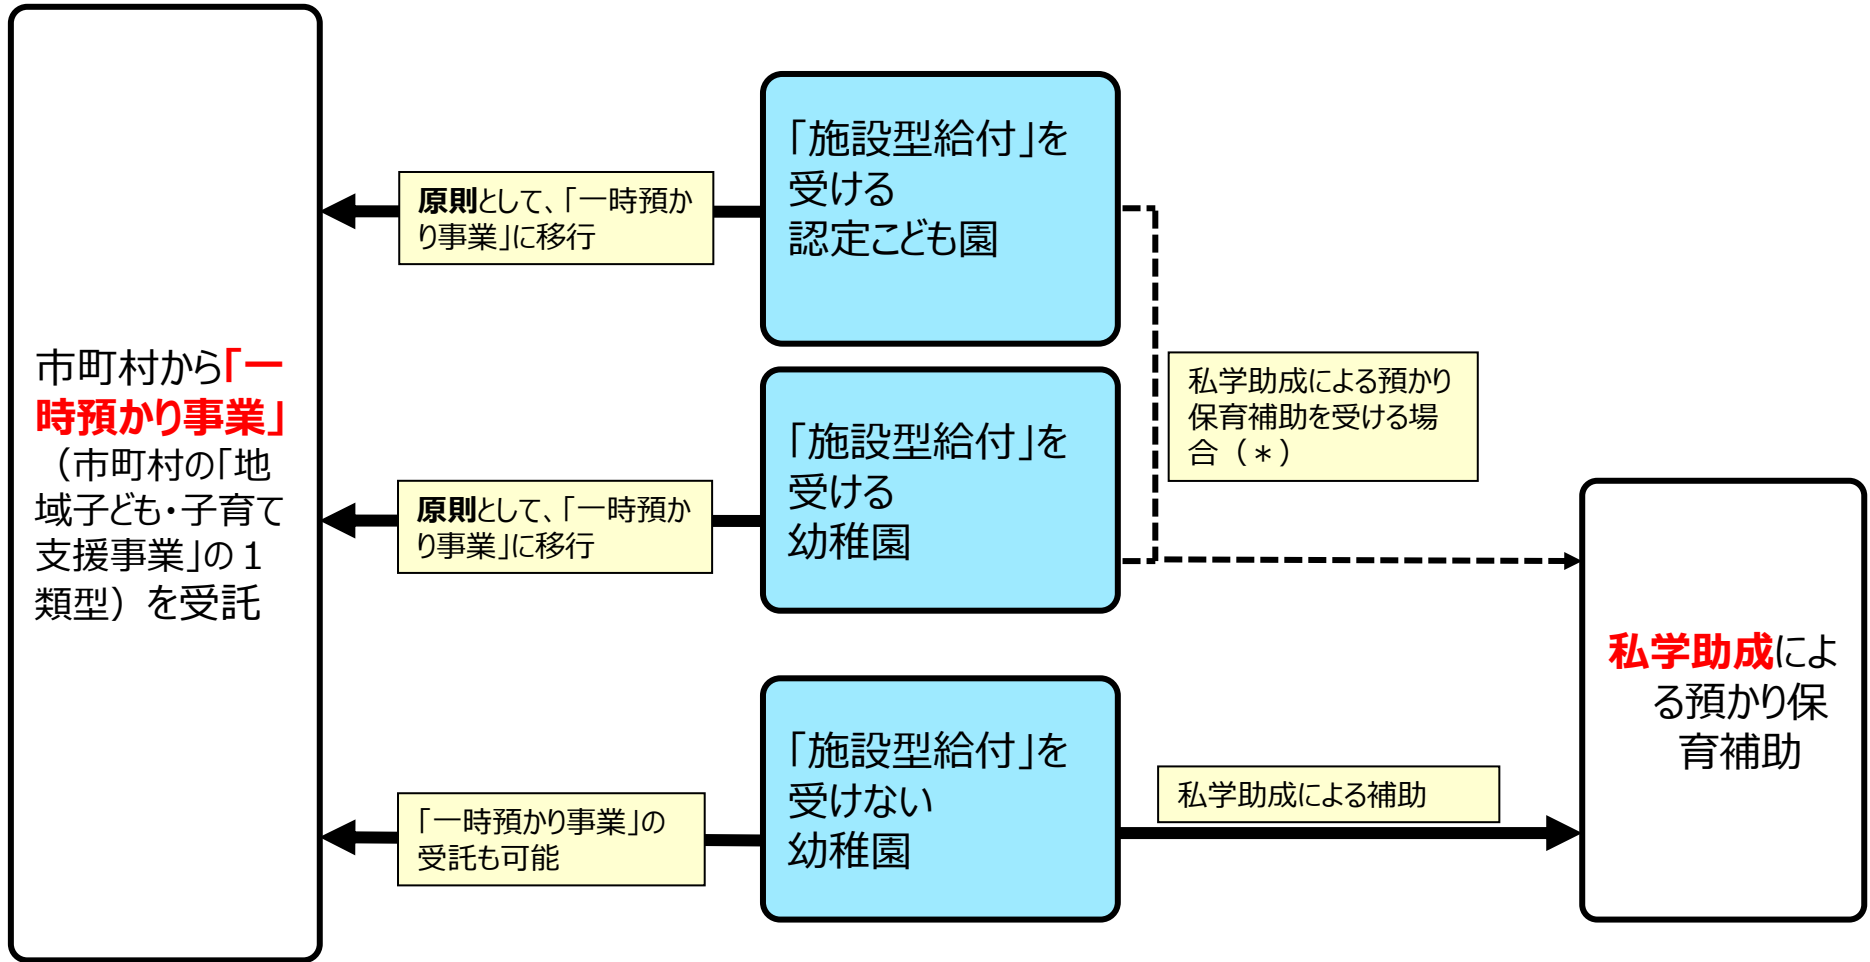 市町村から「一
時預かり事業」
（市町村の「地
域子ども・子育て
支援事業」の１
類型）を受託
原則として、「一時預か
り事業」に移行
「施設型給付」を
受ける
認定こども園
原則として、「一時預か
り事業」に移行
「施設型給付」を
受ける
幼稚園
私学助成による預かり
保育補助を受ける場
合（＊）
「一時預かり事業」の
受託も可能
「施設型給付」を
受けない
幼稚園
私学助成による補助
私学助成によ
る預かり保
育補助